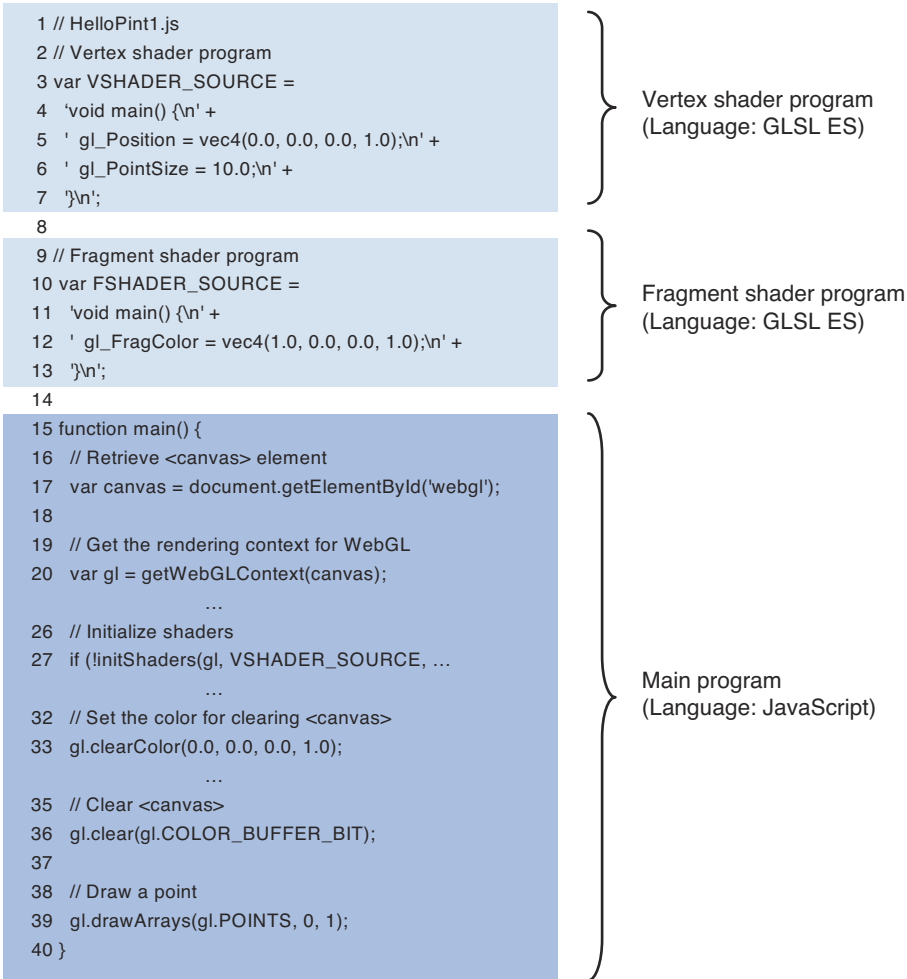 1 // HelloPint1.js
2 // Vertex shader program
3 var VSHADER_SOURCE =
4 ‘void main() {\n' +
5 ' gl_Position = vec4(0.0, 0.0, 0.0, 1.0);\n' +
6 ' gl_PointSize = 10.0;\n' +
7 '}\n';
8
9 // Fragment shader program
10 var FSHADER_SOURCE =
11 'void main() {\n' +
12 ' gl_FragColor = vec4(1.0, 0.0, 0.0, 1.0);\n' +
13 '}\n';
14
15 function main() {
16 // Retrieve <canvas> element
17 var canvas = document.getElementById('webgl');
18
19 // Get the rendering context for WebGL
20 var gl = getWebGLContext(canvas);
…
26 // Initialize shaders
27 if (!initShaders(gl, VSHADER_SOURCE, …
…
32 // Set the color for clearing <canvas>
33 gl.clearColor(0.0, 0.0, 0.0, 1.0);
…
35 // Clear <canvas>
36 gl.clear(gl.COLOR_BUFFER_BIT);
37
38 // Draw a point
39 gl.drawArrays(gl.POINTS, 0, 1);
40 }
Vertex shader program
(Language: GLSL ES)
Fragment shader program
(Language: GLSL ES)
Main program
(Language: JavaScript)